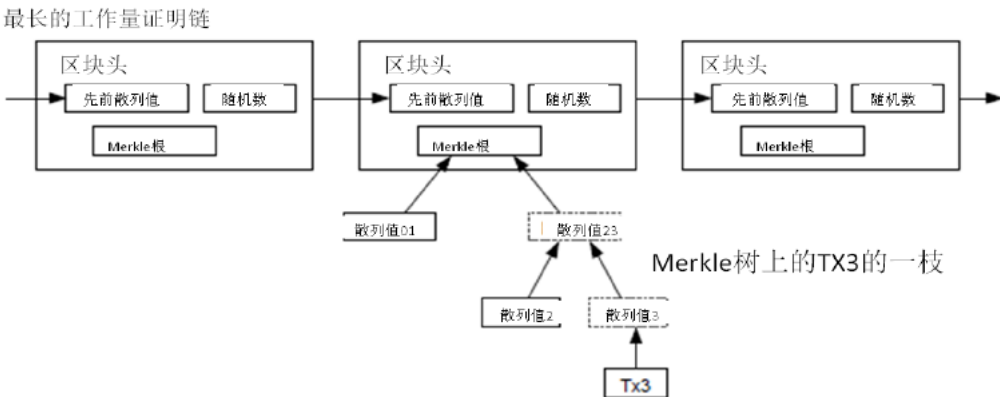 最长的工作量证明链
区块头
先前散列值 随机数
Merkle根
区块头
先前散列值 随机数
Merkle根
区块头
先前散列值 随机数
Merkle根
散列值01
散列值23
Merkle树上的TX3的一枝
散列值2
散列值3
Tx3